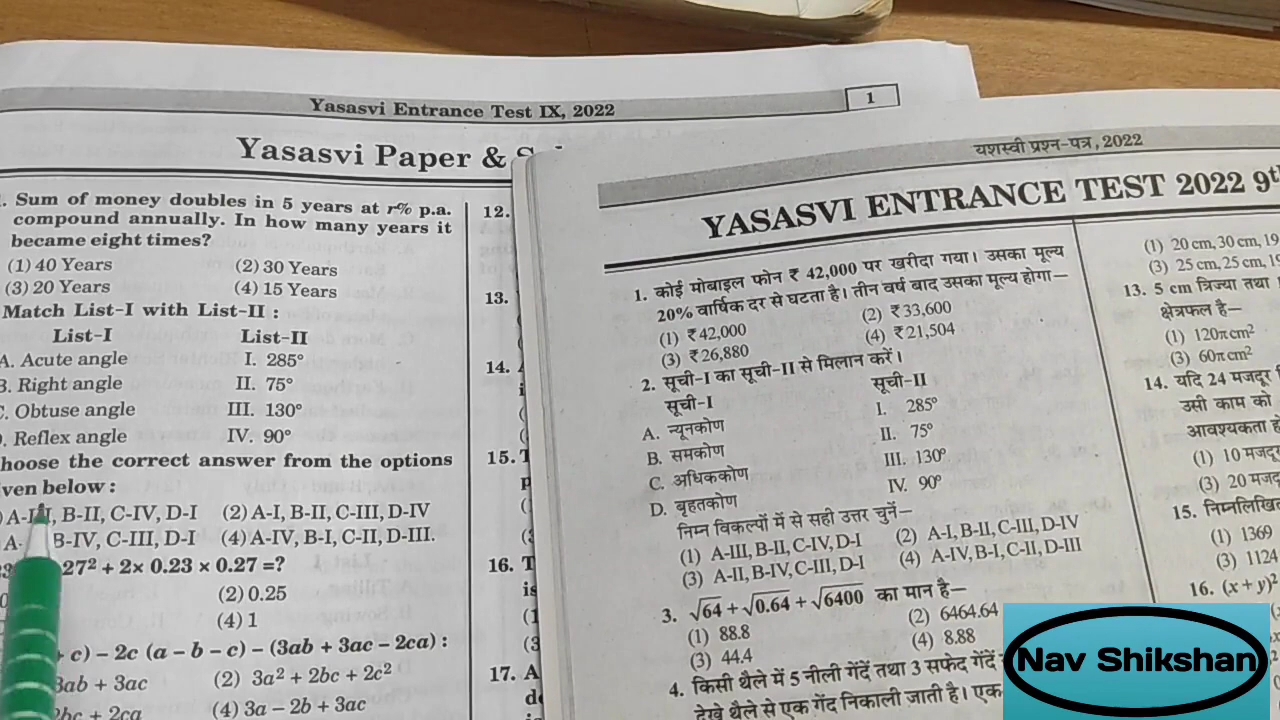 Yasasvi Entrance Test IX, 2022
1
Yasasvi Paper &
Sum of money doubles in 5 years at r% p.a.
compound annually. In how many years it
became eight times?
(1) 40 Years (2) 30 Years
(3) 20 Years (4) 15 Years
Match List-I with List-II :
List-I List-II
A. Acute angle I. 285°
B. Right angle II. 75°
C. Obtuse angle III. 130°
. Reflex angle IV. 90°
hoose the correct answer from the options
ven below :
B-II, C-IV, D-I (2) A-I, B-II, C-III, D-IV
A- B-IV, C-III, D-I (4) A-IV, B-I, C-II, D-III.
27² + 2× 0.23 × 0.27 =?
(2) 0.25
(4) 1
+ c) – 2c (a – b – c) – (3ab + 3ac – 2ca) :
3ab + 3ac (2) 3a² + 2bc + 2c²
2bc + 2ca (4) 3a – 2b + 3ac
12.
13.
14.
15.
16.
17. A
यशस्वी प्रश्न-पत्र, 2022
YASASVI ENTRANCE TEST 2022 9th
1. कोई मोबाइल फोन ₹ 42,000 पर खरीदा गया। उसका मूल्य
20% वार्षिक दर से घटता है। तीन वर्ष बाद उसका मूल्य होगा—
(1) ₹42,000 (2) ₹33,600
(3) ₹26,880 (4) ₹21,504
2. सूची-I का सूची-II से मिलान करें।
सूची-I सूची-II
A. न्यूनकोण I. 285°
B. समकोण II. 75°
C. अधिककोण III. 130°
D. बृहतकोण IV. 90°
निम्न विकल्पों में से सही उत्तर चुनें—
(1) A-III, B-II, C-IV, D-I (2) A-I, B-II, C-III, D-IV
(3) A-II, B-IV, C-III, D-I (4) A-IV, B-I, C-II, D-III
3. √64 + √0.64 + √6400 का मान है—
(1) 88.8 (2) 6464.64
(3) 44.4 (4) 8.88
4. किसी थैले में 5 नीली गेंदें तथा 3 सफेद गेंदें
देखे थैले से एक गेंद निकाली जाती है। एक
(1) 20 cm, 30 cm, 19
(3) 25 cm, 25 cm,
13. 5 cm त्रिज्या तथा
क्षेत्रफल है—
(1) 120π cm²
(3) 60π cm²
14. यदि 24 मजदूर
उसी काम को
आवश्यकता
(1) 10 मजदूर
(3) 20
15.
(1) 1369
(3) 1124
16. (x + y)²
Nav Shikshan